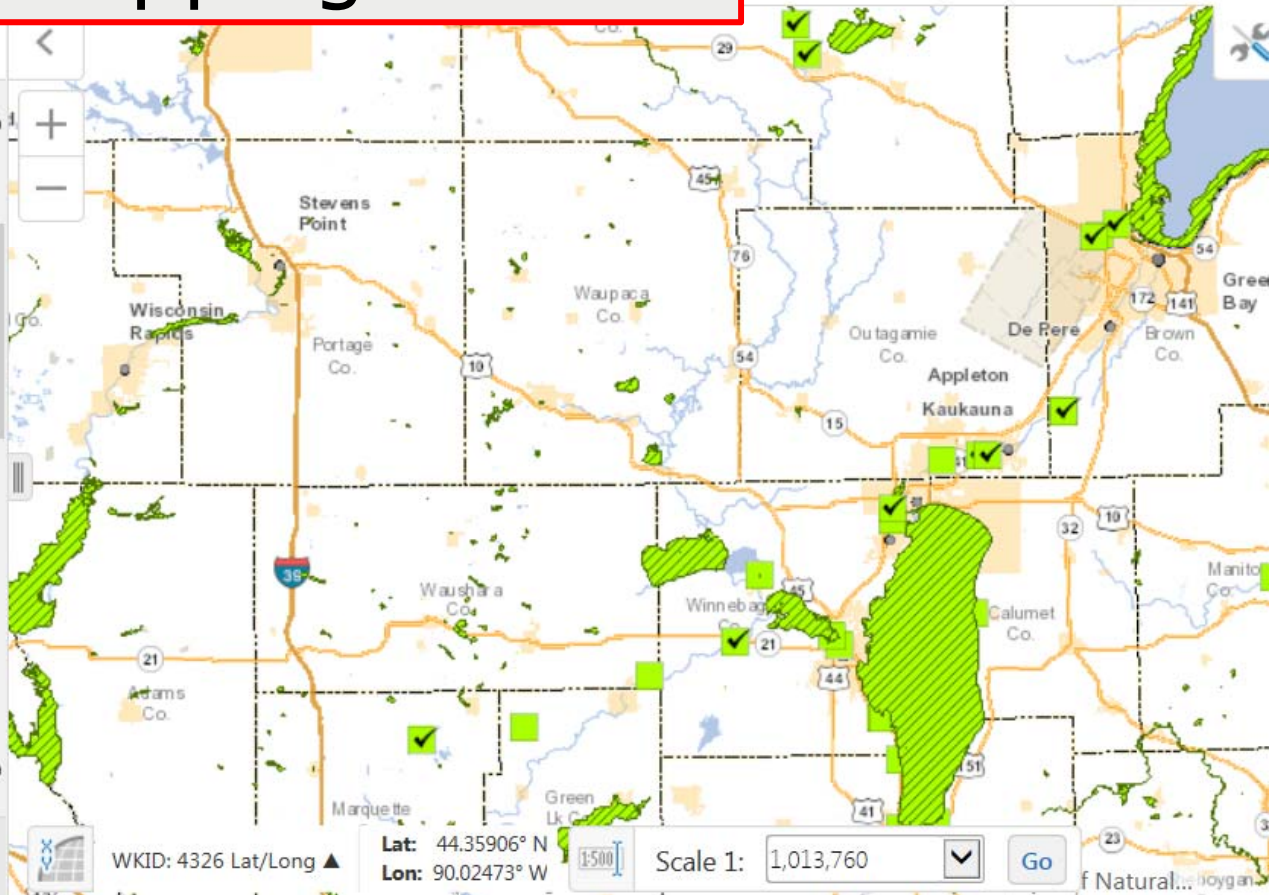 29
45
Stevens
Point
76
54
Green
Bay
172
141
Waupaca
Co.
Wisconsin
Rapids
Portage
Co.
Outagamie
Co.
De Pere
Brown
Co.
10
54
Appleton
Kaukauna
15
10
32
39
Waushara
Co.
45
Calumet
Co.
21
21
44
Adams
Co.
151
Marquette
Green
41
23
WKID: 4326 Lat/Long ▲
Lat: 44.35906° N
Lon: 90.02473° W
1:500
Scale 1:
1,013,760
Go
f Natural...